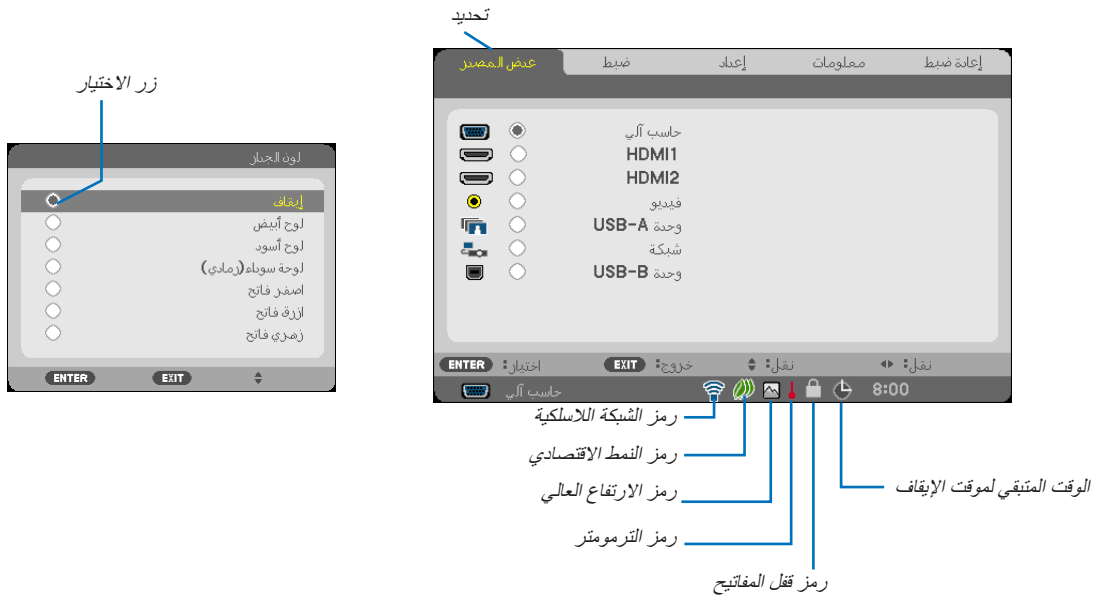 تحديد
إعادة ضبط معلومات إعداد ضبط عرض المصدر
حاسب آلي
HDMI1
HDMI2
فيديو
وحدة USB-A
شبكة
وحدة USB-B
نقل: نقل: خروج: EXIT اختيار: ENTER
8:00 حاسب آلي
رمز الشبكة اللاسلكية
رمز النمط الاقتصادي
رمز الارتفاع العالي
الوقت المتبقي لموقت الإيقاف
رمز الترمومتر
رمز قفل المفاتيح
زر الاختيار
لون الجدار
إيقاف
لوح أبيض
لوح أسود
لوحة سوداء(رمادي)
اصفر فاتح
ازرق فاتح
زهري فاتح
ENTER EXIT